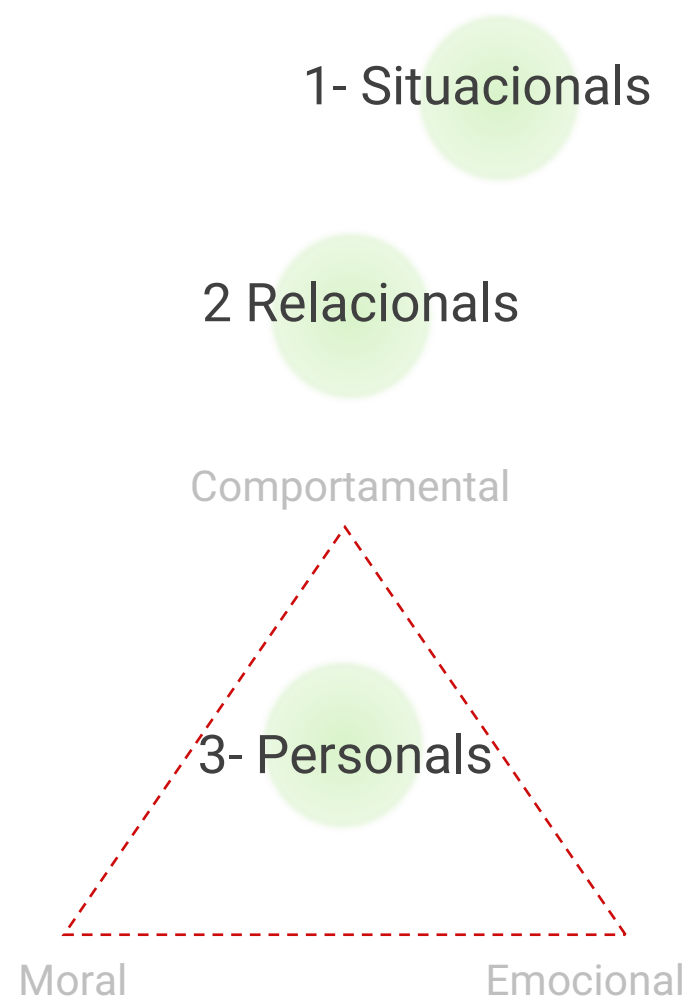 1- Situacionals
2 Relacionals
Comportamental
3- Personals
Moral
Emocional